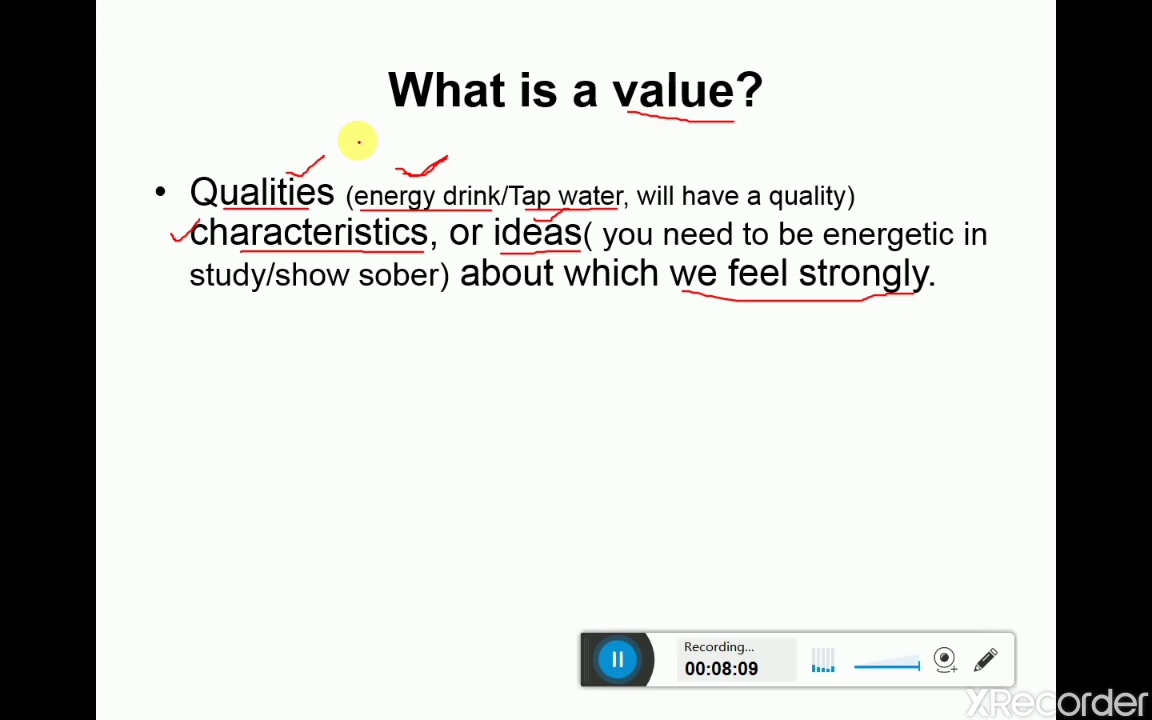 What is a value?
• Qualities (energy drink/Tap water, will have a quality)
characteristics, or ideas( you need to be energetic in
study/show sober) about which we feel strongly.
Recording...
00:08:09
XRecorder